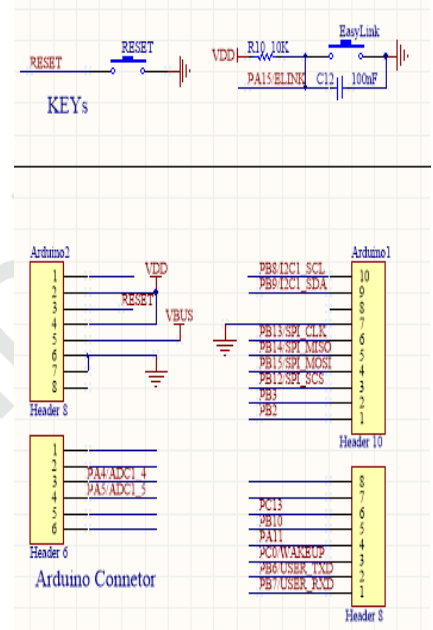 RESET
RESET
KEYs
EasyLink
VDD
R10 10K
PA15/ELINK
C12 100nF
Arduino2
1
2
3
4
5
6
7
8
VDD
RESET
VBUS
Header 8
1
2
3
4
5
6
PA4/ADC1_4
PA5/ADC1_5
Header 6
Arduino Connetor
Arduino1
PB8/I2C1_SCL
PB9/I2C1_SDA
PB13/SPI_CLK
PB14/SPI_MISO
PB15/SPI_MOSI
PB12/SPI_SCS
PB3
PB2
10
9
8
7
6
5
4
3
2
1
Header 10
PC13
PB10
PA11
PC0/WAKEUP
PB6/USER_TXD
PB7/USER_RXD
8
7
6
5
4
3
2
1
Header 8